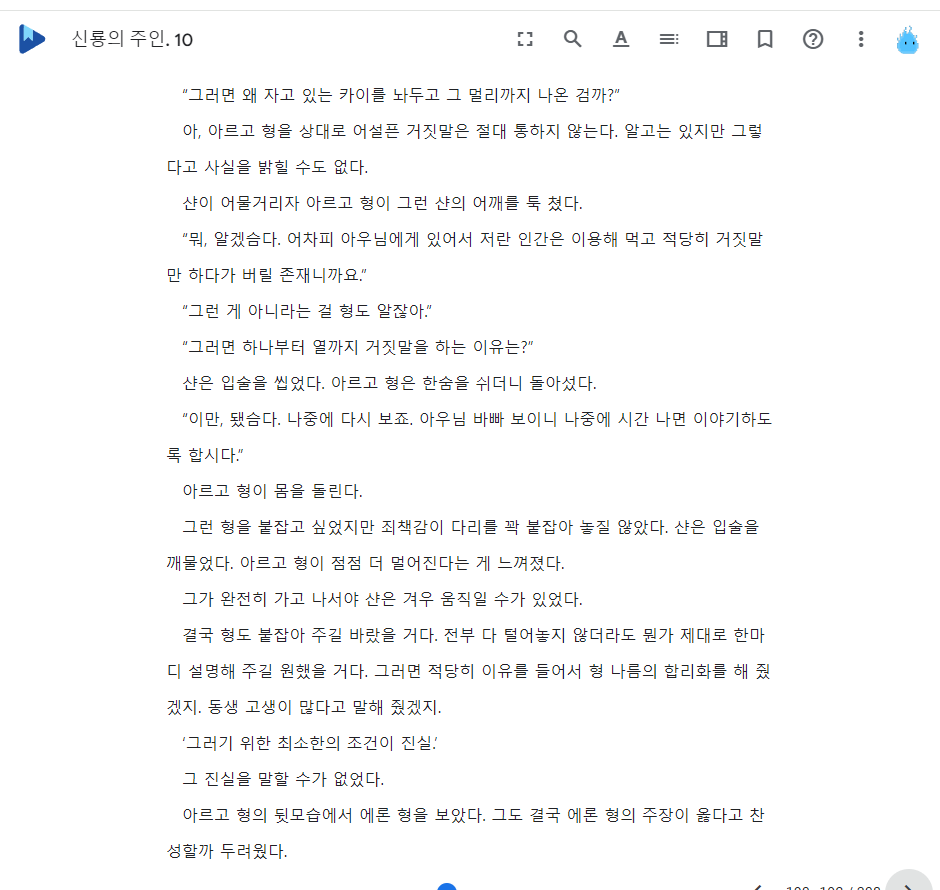 신룡의 주인. 10
“그러면 왜 자고 있는 카이를 놔두고 그 멀리까지 나온 검까?”
아, 아르고 형을 상대로 어설픈 거짓말은 절대 통하지 않는다. 알고는 있지만 그렇
다고 사실을 밝힐 수도 없다.
샨이 어물거리자 아르고 형이 그런 샨의 어깨를 툭 쳤다.
“뭐, 알겠슴다. 어차피 아우님에게 있어서 저란 인간은 이용해 먹고 적당히 거짓말
만 하다가 버릴 존재니까요.”
“그런 게 아니라는 걸 형도 알잖아.”
“그러면 하나부터 열까지 거짓말을 하는 이유는?”
샨은 입술을 씹었다. 아르고 형은 한숨을 쉬더니 돌아섰다.
“이만, 됐슴다. 나중에 다시 보죠. 아우님 바빠 보이니 나중에 시간 나면 이야기하도
록 합시다.”
아르고 형이 몸을 돌린다.
그런 형을 붙잡고 싶었지만 죄책감이 다리를 꽉 붙잡아 놓질 않았다. 샨은 입술을
깨물었다. 아르고 형이 점점 더 멀어진다는 게 느껴졌다.
그가 완전히 가고 나서야 샨은 겨우 움직일 수가 있었다.
결국 형도 붙잡아 주길 바랐을 거다. 전부 다 털어놓지 않더라도 뭔가 제대로 한마
디 설명해 주길 원했을 거다. 그러면 적당히 이유를 들어서 형 나름의 합리화를 해 줬
겠지. 동생 고생이 많다고 말해 줬겠지.
‘그러기 위한 최소한의 조건이 진실.’
그 진실을 말할 수가 없었다.
아르고 형의 뒷모습에서 에론 형을 보았다. 그도 결국 에론 형의 주장이 옳다고 찬
성할까 두려웠다.